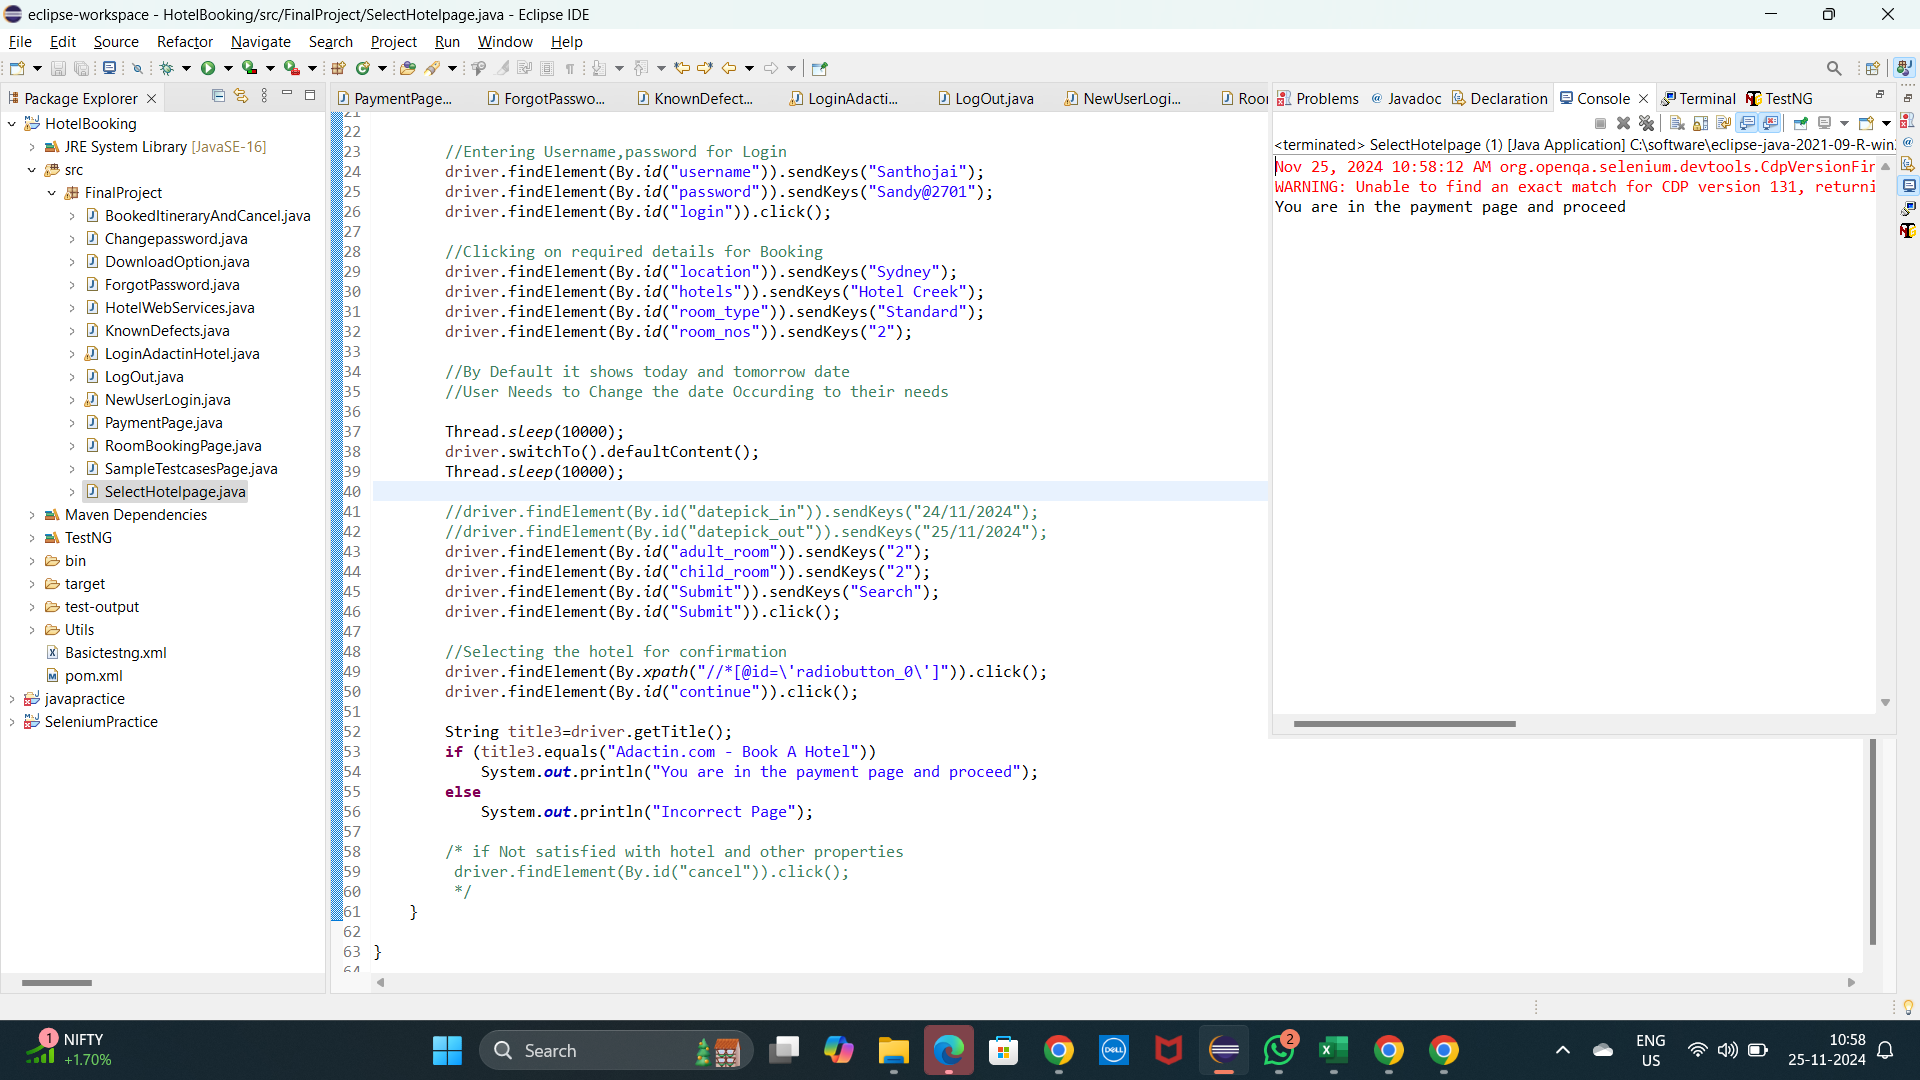 eclipse-workspace - HotelBooking/src/FinalProject/SelectHotelpage.java - Eclipse IDE
File Edit Source Refactor Navigate Search Project Run Window Help
Package Explorer
HotelBooking
JRE System Library [JavaSE-16]
src
FinalProject
BookedItineraryAndCancel.java
Changepassword.java
DownloadOption.java
ForgotPassword.java
HotelWebServices.java
KnownDefects.java
LoginAdactinHotel.java
LogOut.java
NewUserLogin.java
PaymentPage.java
RoomBookingPage.java
SampleTestcasesPage.java
SelectHotelpage.java
Maven Dependencies
TestNG
bin
target
test-output
Utils
Basictestng.xml
pom.xml
javapractice
SeleniumPractice
PaymentPage... ForgotPasswo... KnownDefect... LoginAdacti... LogOut.java NewUserLogi... Roo
21
22
23 //Entering Username,password for Login
24 driver.findElement(By.id("username")).sendKeys("Santhojai");
25 driver.findElement(By.id("password")).sendKeys("Sandy@2701");
26 driver.findElement(By.id("login")).click();
27
28 //Clicking on required details for Booking
29 driver.findElement(By.id("location")).sendKeys("Sydney");
30 driver.findElement(By.id("hotels")).sendKeys("Hotel Creek");
31 driver.findElement(By.id("room_type")).sendKeys("Standard");
32 driver.findElement(By.id("room_nos")).sendKeys("2");
33
34 //By Default it shows today and tomorrow date
35 //User Needs to Change the date Occurding to their needs
36
37 Thread.sleep(10000);
38 driver.switchTo().defaultContent();
39 Thread.sleep(10000);
40
41 //driver.findElement(By.id("datepick_in")).sendKeys("24/11/2024");
42 //driver.findElement(By.id("datepick_out")).sendKeys("25/11/2024");
43 driver.findElement(By.id("adult_room")).sendKeys("2");
44 driver.findElement(By.id("child_room")).sendKeys("2");
45 driver.findElement(By.id("Submit")).sendKeys("Search");
46 driver.findElement(By.id("Submit")).click();
47
48 //Selecting the hotel for confirmation
49 driver.findElement(By.xpath("//*[@id=\'radiobutton_0\']")).click();
50 driver.findElement(By.id("continue")).click();
51
52 String title3=driver.getTitle();
53 if (title3.equals("Adactin.com - Book A Hotel"))
54 System.out.println("You are in the payment page and proceed");
55 else
56 System.out.println("Incorrect Page");
57
58 /* if Not satisfied with hotel and other properties
59 driver.findElement(By.id("cancel")).click();
60 */
61 }
62
63 }
64
Problems Javadoc Declaration Console Terminal TestNG
<terminated> SelectHotelpage (1) [Java Application] C:\software\eclipse-java-2021-09-R-win
Nov 25, 2024 10:58:12 AM org.openqa.selenium.devtools.CdpVersionFin
WARNING: Unable to find an exact match for CDP version 131, returni
You are in the payment page and proceed
1
NIFTY
+1.70%
Search
DELL
2
ENG
US
10:58
25-11-2024